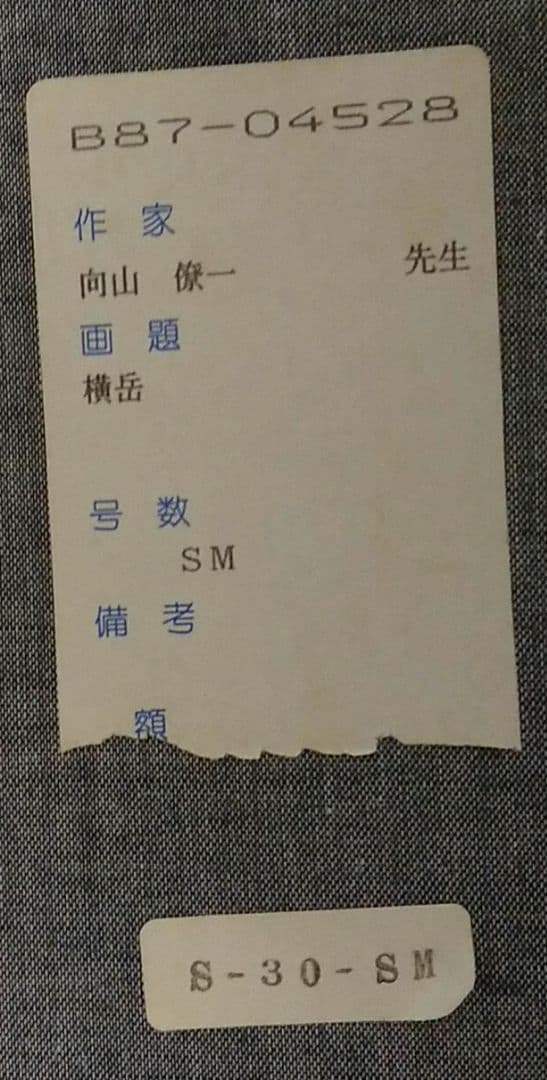 B87-04528
作 家
向山 僚一 先生
画 題
横岳
号 数
SM
備 考
額
S-30-SM